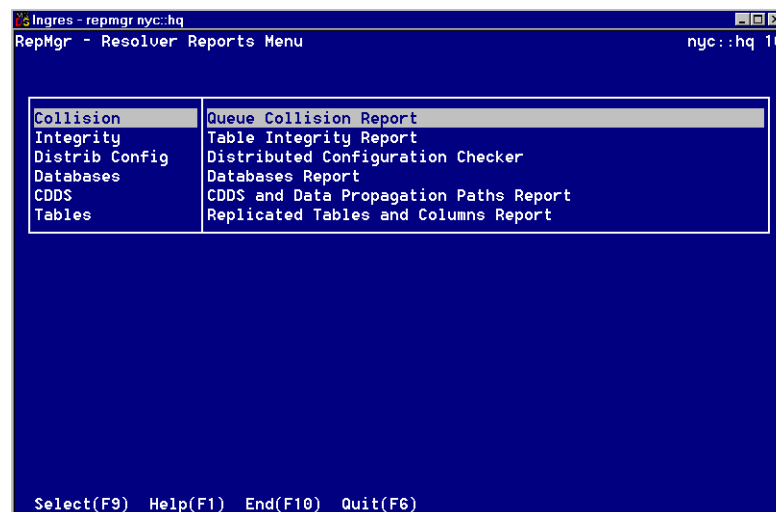 Ingres - repmgr nyc::hq
RepMgr - Resolver Reports Menu nyc::hq
Collision Queue Collision Report
Integrity Table Integrity Report
Distrib Config Distributed Configuration Checker
Databases Databases Report
CDDS CDDS and Data Propagation Paths Report
Tables Replicated Tables and Columns Report
Select(F9) Help(F1) End(F10) Quit(F6)